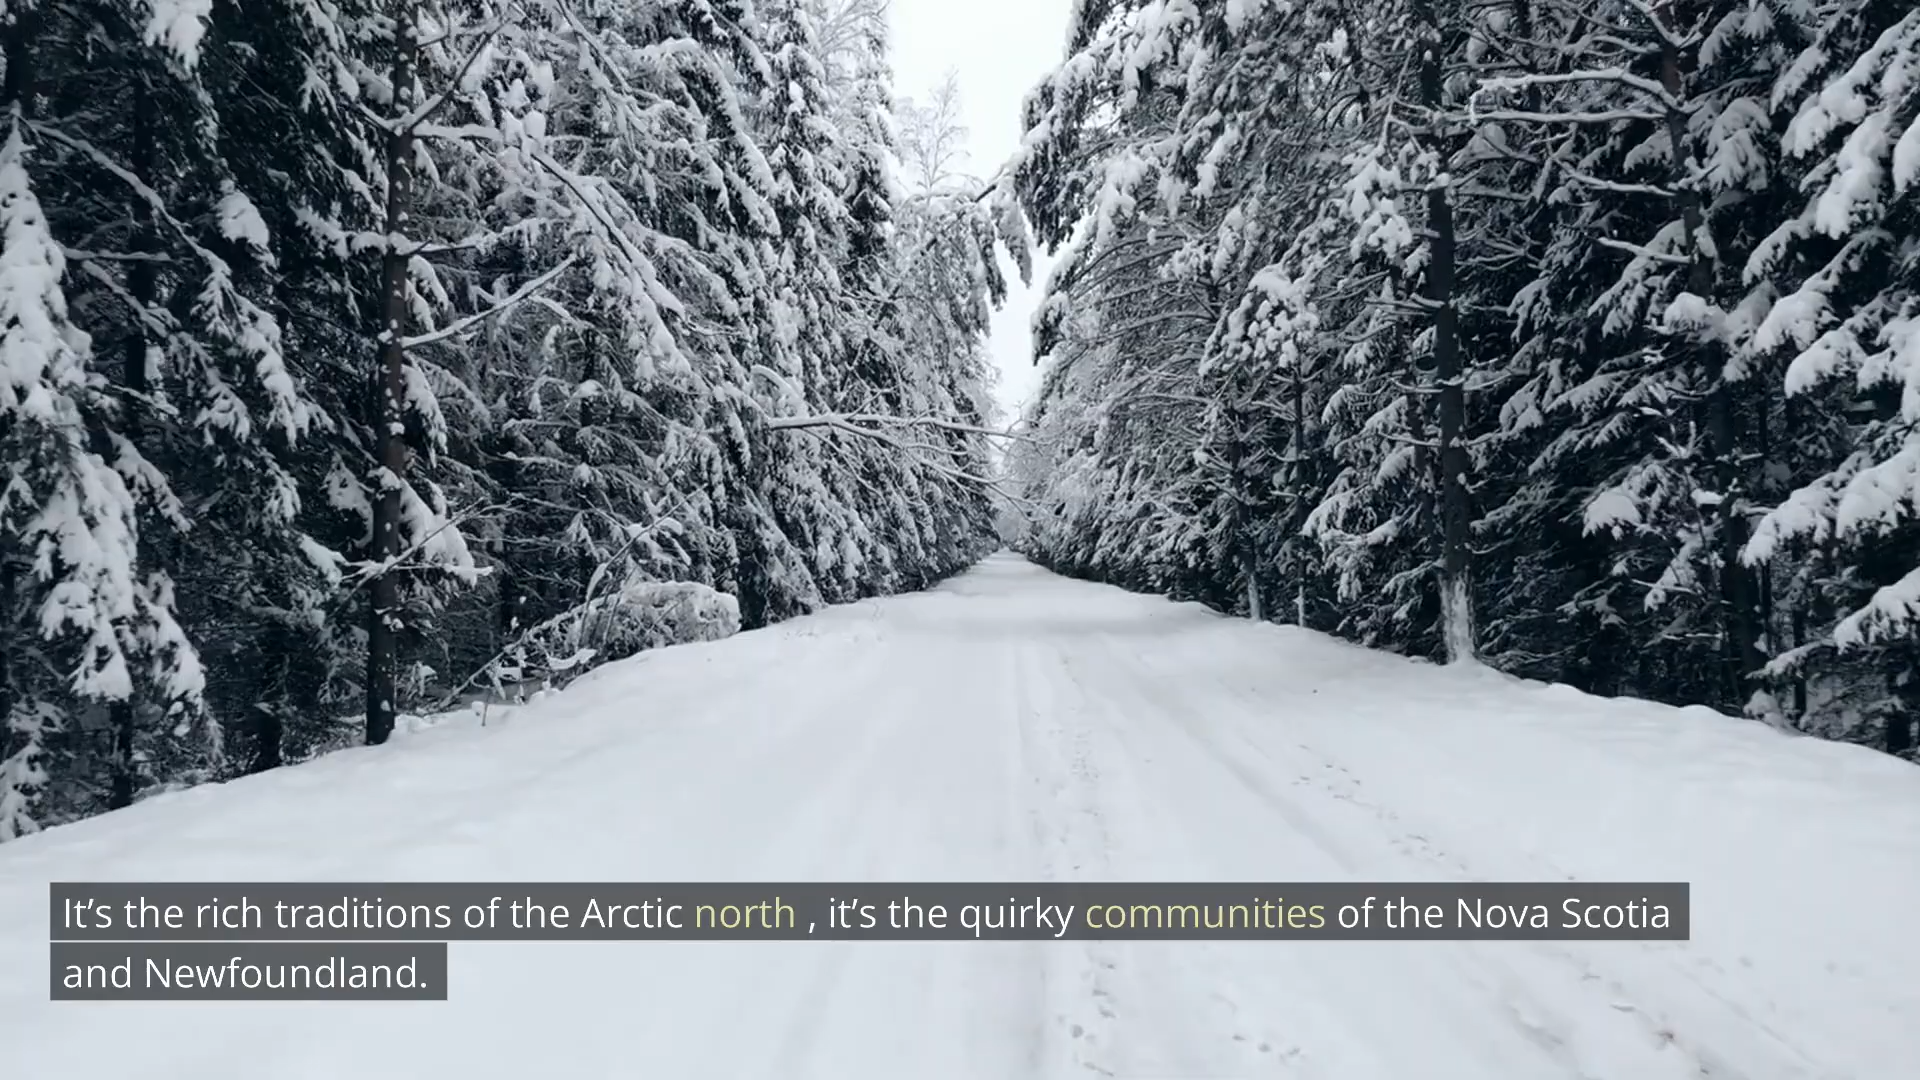 It’s the rich traditions of the Arctic north , it’s the quirky communities of the Nova Scotia
and Newfoundland.